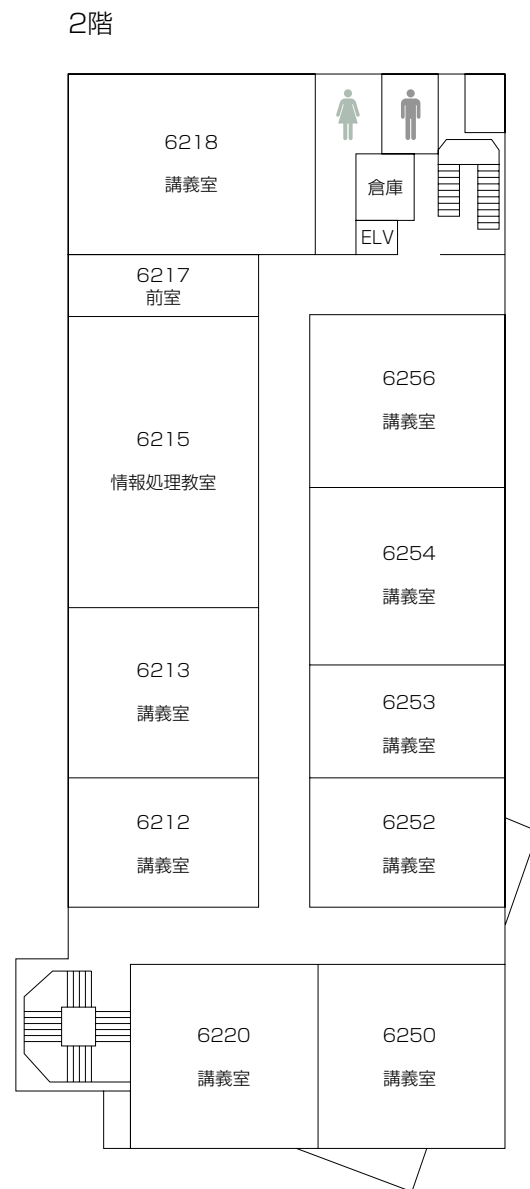 2階
6218
講義室
倉庫
ELV
6217
前室
6256
講義室
6215
情報処理教室
6254
講義室
6213
講義室
6253
講義室
6212
講義室
6252
講義室
6220
講義室
6250
講義室